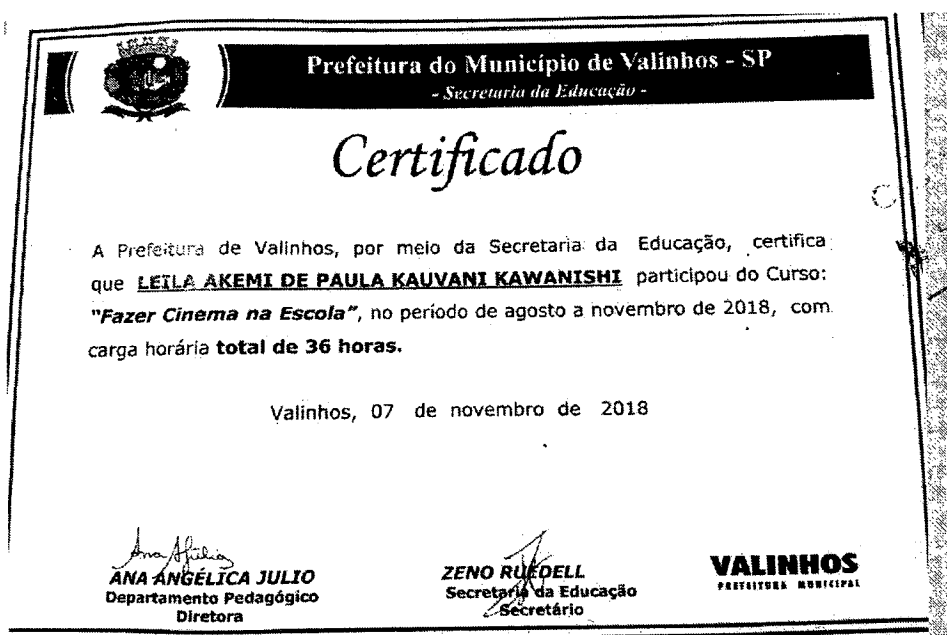 Prefeitura do Município de Valinhos - SP
- Secretaria da Educação -
Certificado
A Prefeitura de Valinhos, por meio da Secretaria da Educação, certifica
que LEILA AKEMI DE PAULA KAUVANI KAWANISHI participou do Curso:
"Fazer Cinema na Escola", no período de agosto a novembro de 2018, com
carga horária total de 36 horas.
Valinhos, 07 de novembro de 2018
ANA ANGÉLICA JULIO
Departamento Pedagógico
Diretora
ZENO RUEDELL
Secretaria da Educação
Secretário
VALINHOS
PREFEITURA MUNICIPAL